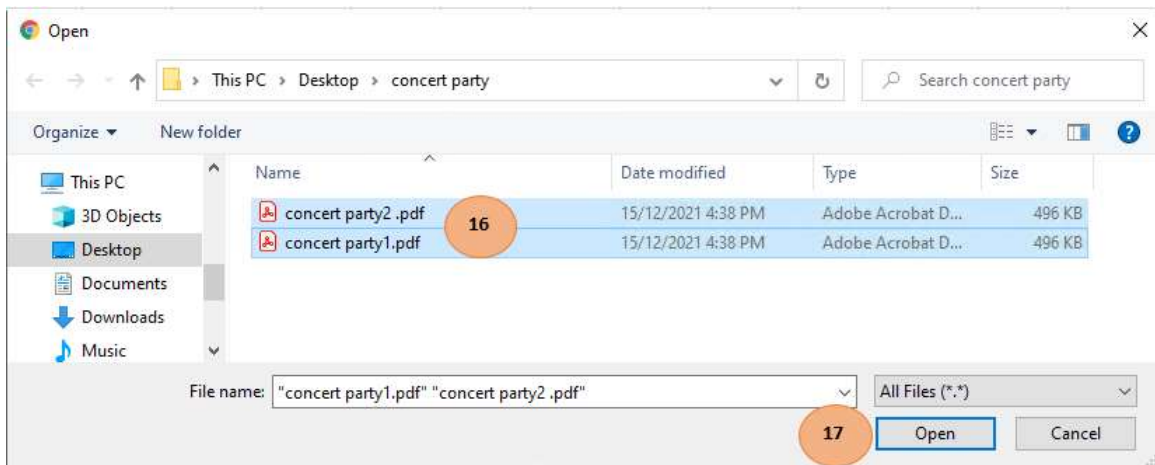 Open
This PC > Desktop > concert party
Search concert party
Organize
New folder
Name
Date modified
Type
Size
This PC
3D Objects
Desktop
Documents
Downloads
Music
concert party2 .pdf 15/12/2021 4:38 PM Adobe Acrobat D... 496 KB
concert party1.pdf 15/12/2021 4:38 PM Adobe Acrobat D... 496 KB
16
File name: "concert party1.pdf" "concert party2 .pdf"
All Files (*.*)
17
Open
Cancel